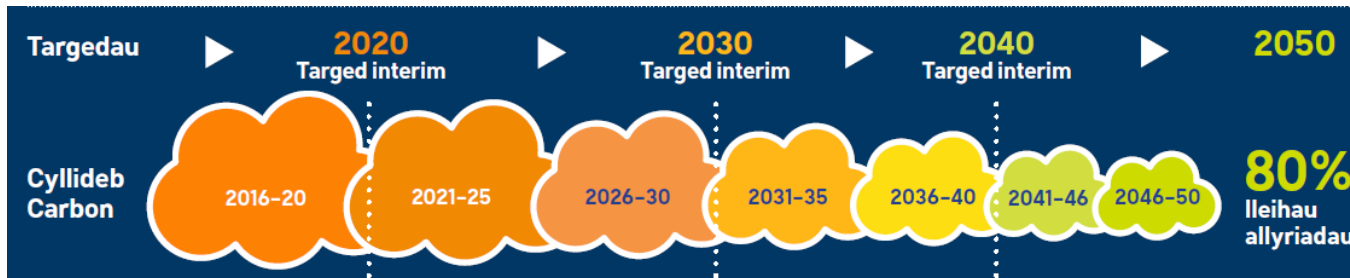 Targedau
2020
Targed interim
2030
Targed interim
2040
Targed interim
2050
Cyllideb
Carbon
2016–20
2021–25
2026–30
2031–35
2036–40
2041–46
2046–50
80%
lleihau
allyriadau